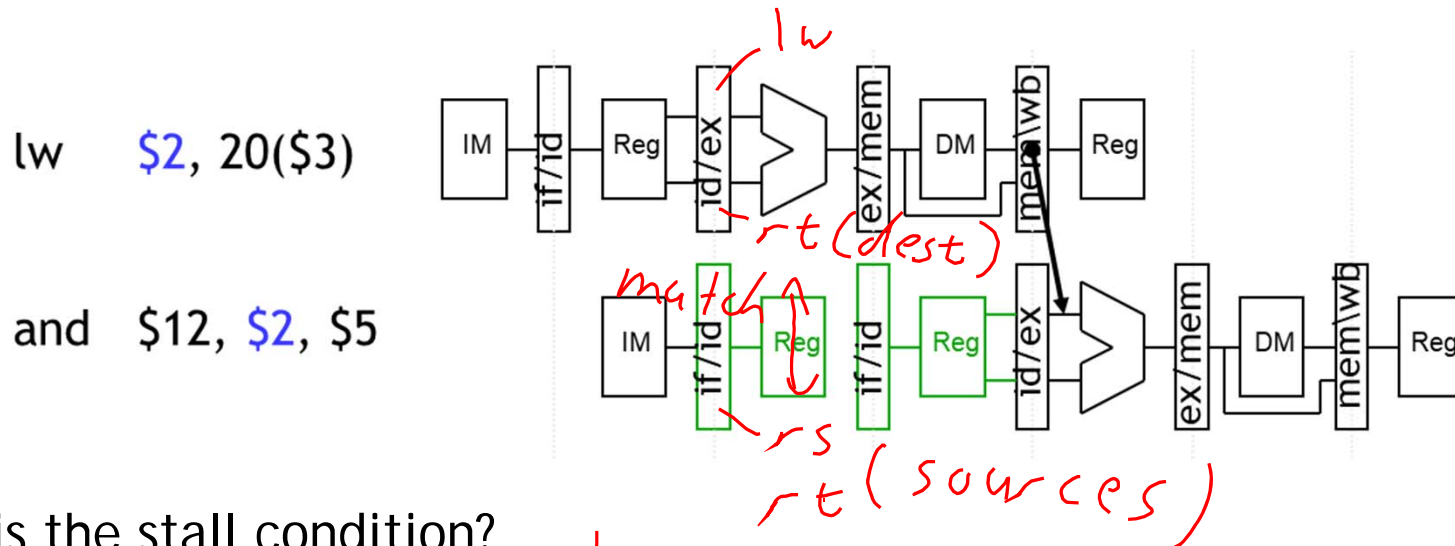 lw
lw $2, 20($3)
IM if/id Reg id/ex ex/mem DM mem\wb Reg
rt (dest)
match
and $12, $2, $5
IM if/id Reg if/id Reg id/ex ex/mem DM mem\wb Reg
rs
rt (sources)
is the stall condition?